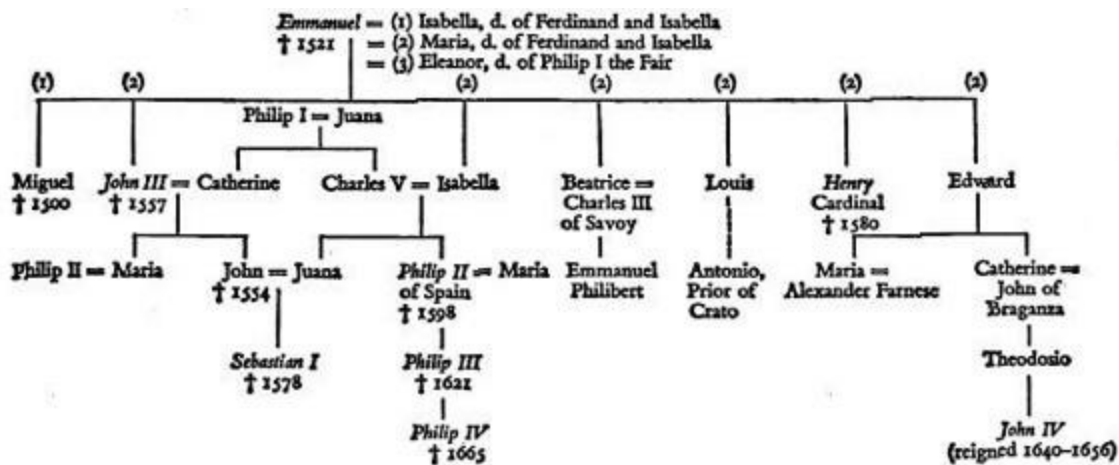 Emmanuel = (1) Isabella, d. of Ferdinand and Isabella
† 1521 = (2) Maria, d. of Ferdinand and Isabella
= (3) Eleanor, d. of Philip I the Fair
(1) (2) (2) (2) (2) (2) (2)
Philip I = Juana
Miguel John III = Catherine Charles V = Isabella Beatrice = Louis Henry Edward
† 1500 † 1557 Charles III Cardinal
of Savoy † 1580
Philip II = Maria John = Juana Philip II = Maria Emmanuel Antonio, Maria = Catherine =
† 1554 of Spain Philibert Prior of Alexander Farnese John of
† 1598 Crato Braganza
Sebastian I Philip III Theodosio
† 1578 † 1621
Philip IV John IV
† 1665 (reigned 1640–1656)